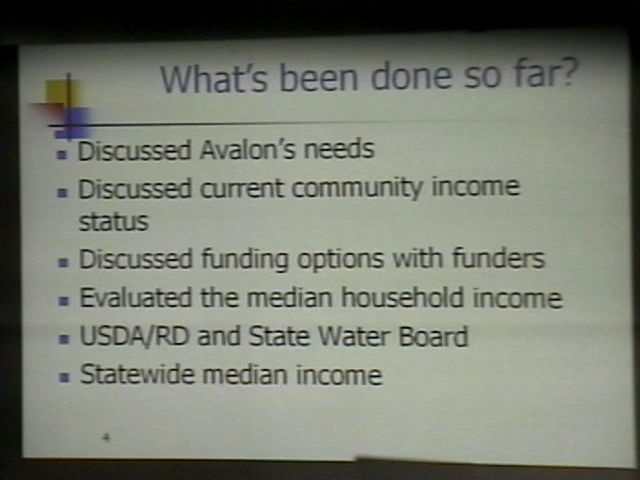 What's been done so far?
Discussed Avalon's needs
Discussed current community income
status
Discussed funding options with funders
Evaluated the median household income
USDA/RD and State Water Board
Statewide median income
4